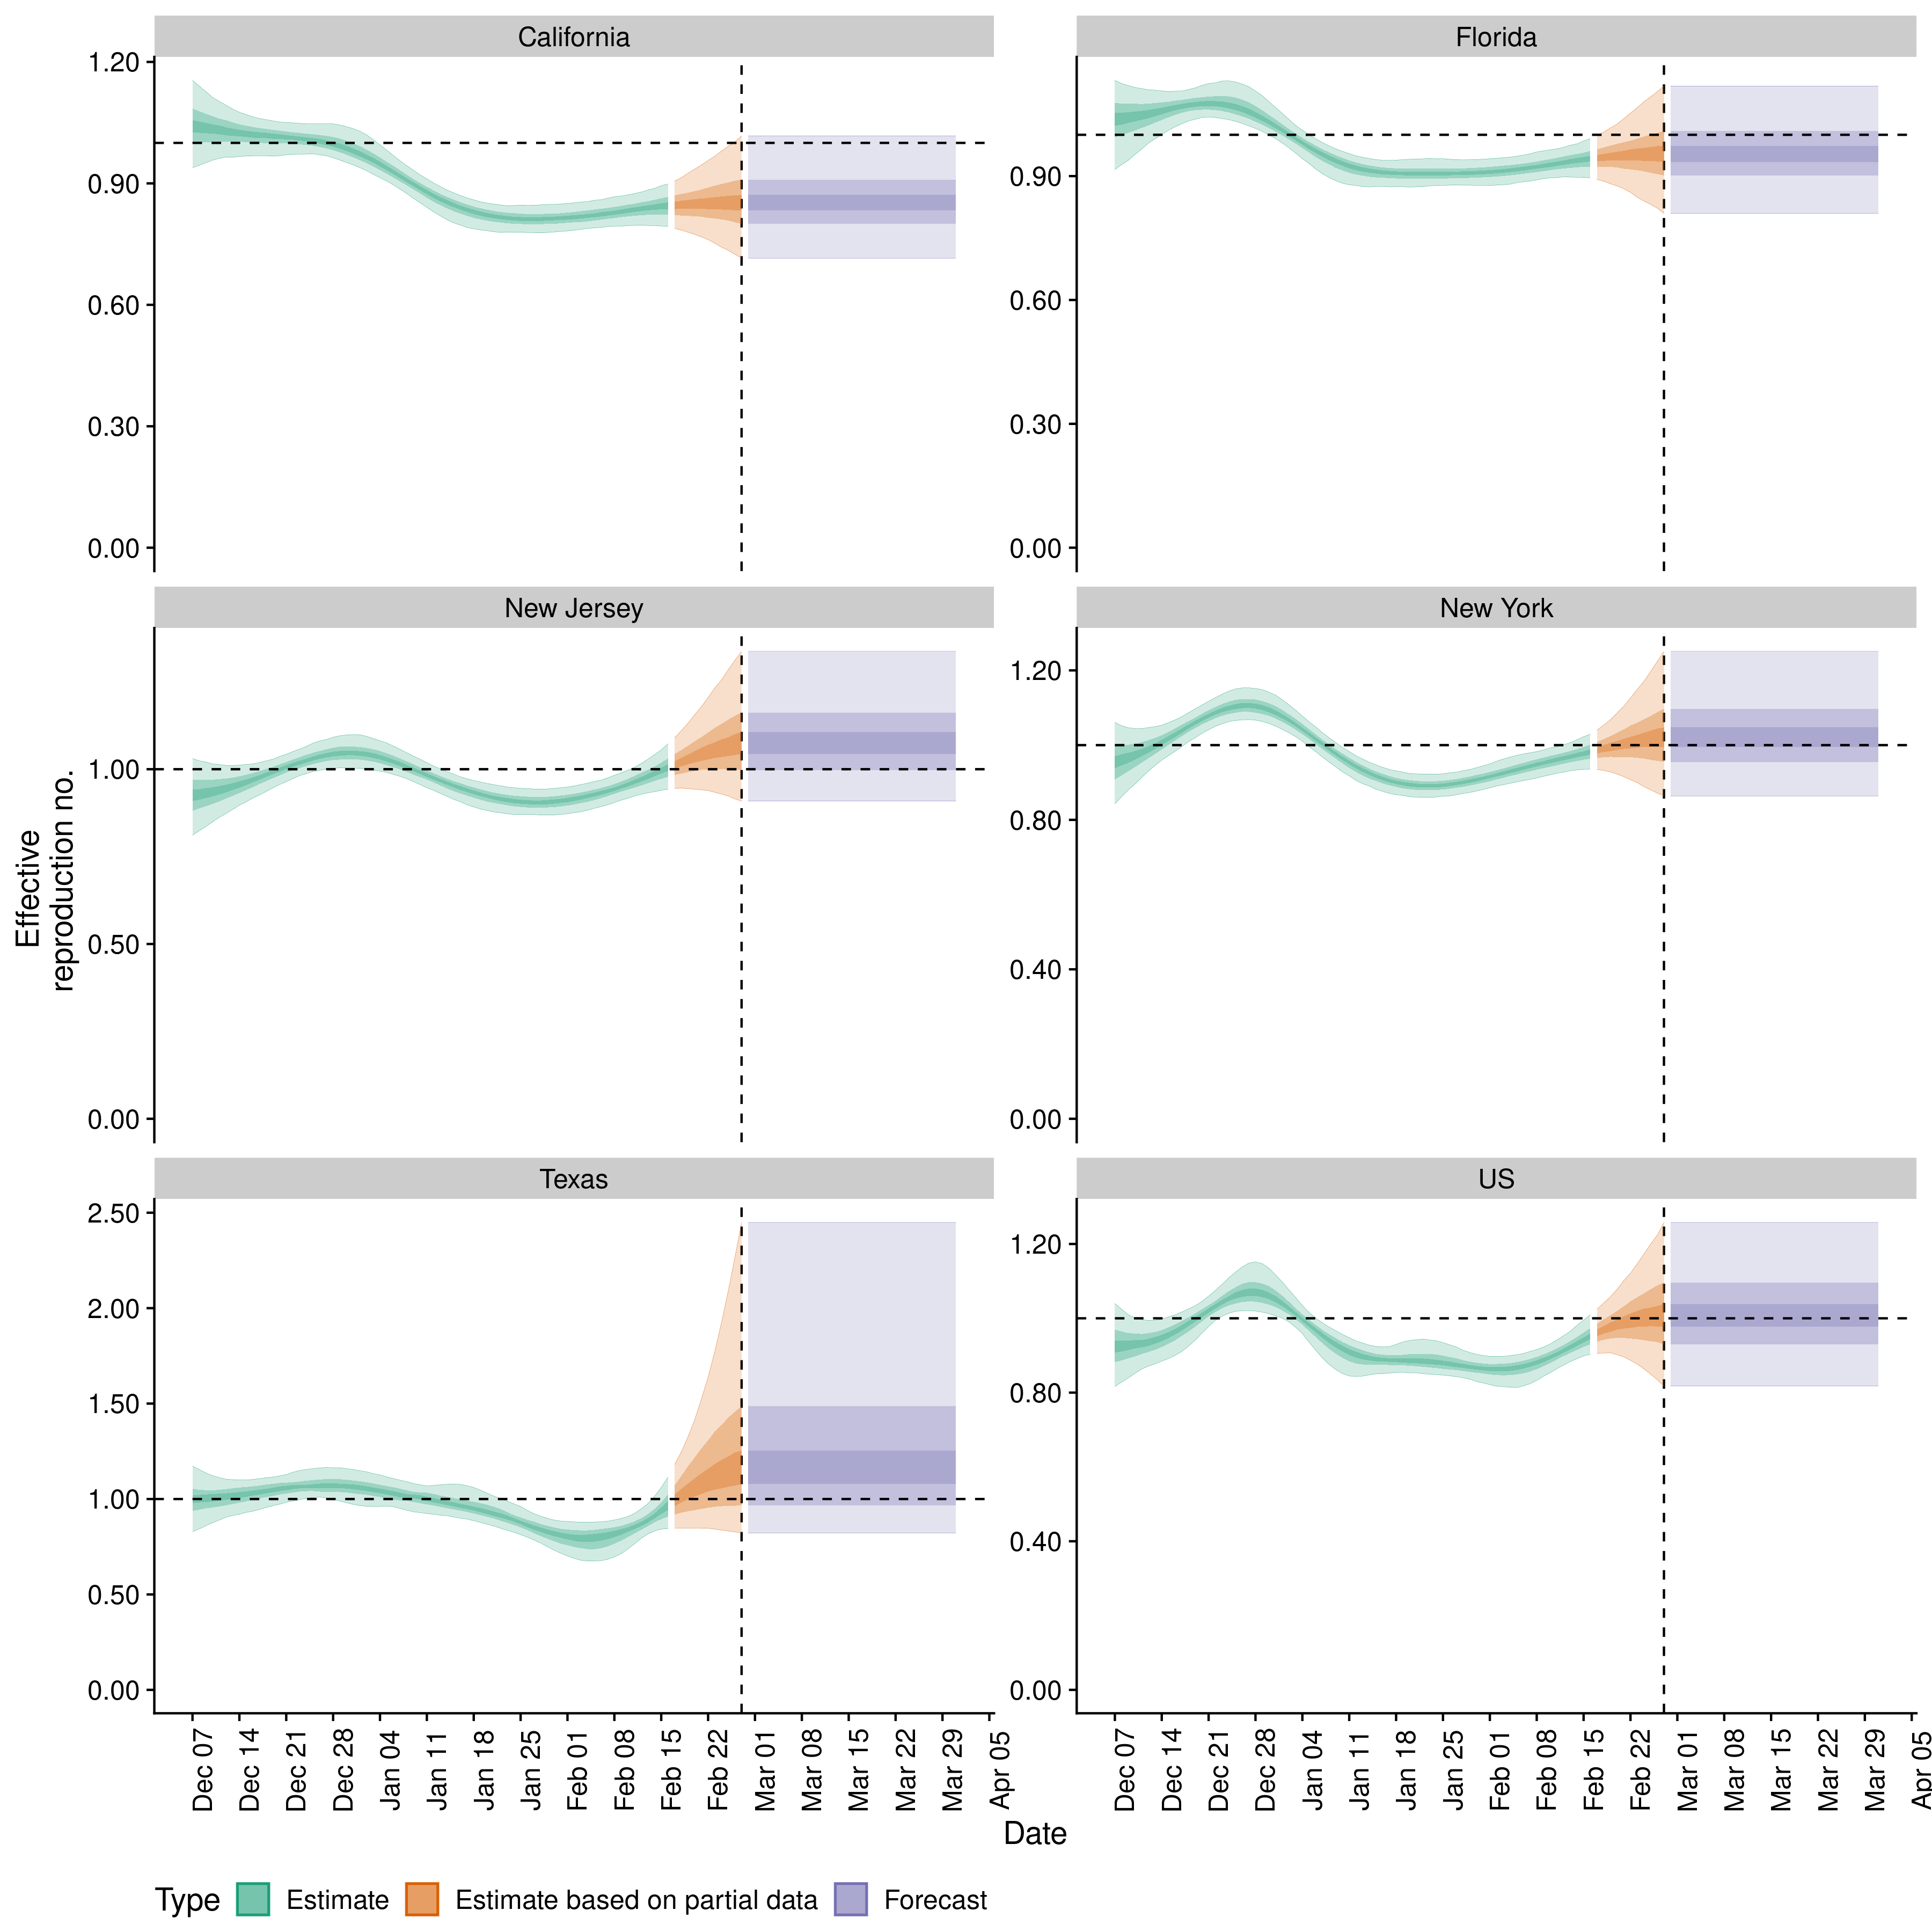 California
Florida
1.20
0.90
0.60
0.30
0.00
0.90
0.60
0.30
0.00
New Jersey
New York
1.00
0.50
0.00
1.20
0.80
0.40
0.00
Effective
reproduction no.
Texas
US
2.50
2.00
1.50
1.00
0.50
0.00
1.20
0.80
0.40
0.00
Dec 07
Dec 14
Dec 21
Dec 28
Jan 04
Jan 11
Jan 18
Jan 25
Feb 01
Feb 08
Feb 15
Feb 22
Mar 01
Mar 08
Mar 15
Mar 22
Mar 29
Apr 05
Dec 07
Dec 14
Dec 21
Dec 28
Jan 04
Jan 11
Jan 18
Jan 25
Feb 01
Feb 08
Feb 15
Feb 22
Mar 01
Mar 08
Mar 15
Mar 22
Mar 29
Apr 05
Date
Type Estimate Estimate based on partial data Forecast